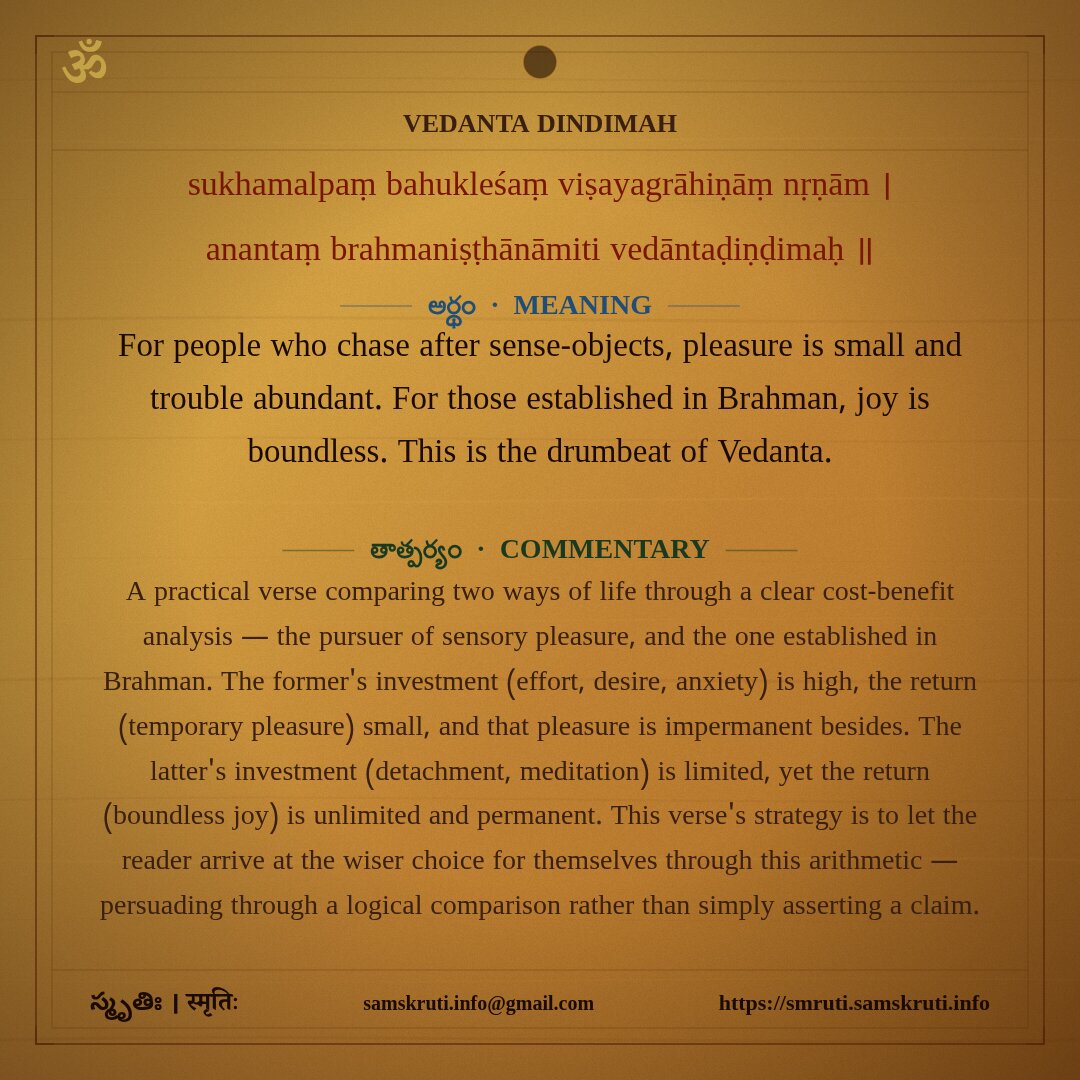 ॐ
VEDANTA DINDIMAH
sukhamalpaṃ bahukleśaṃ viṣayagrāhiṇāṃ nṛṇām |
anantaṃ brahmaniṣṭhānāmiti vedāntaḍiṇḍimaḥ ||
అర్థం · MEANING
For people who chase after sense-objects, pleasure is small and
trouble abundant. For those established in Brahman, joy is
boundless. This is the drumbeat of Vedanta.
తాత్పర్యం · COMMENTARY
A practical verse comparing two ways of life through a clear cost-benefit
analysis — the pursuer of sensory pleasure, and the one established in
Brahman. The former's investment (effort, desire, anxiety) is high, the return
(temporary pleasure) small, and that pleasure is impermanent besides. The
latter's investment (detachment, meditation) is limited, yet the return
(boundless joy) is unlimited and permanent. This verse's strategy is to let the
reader arrive at the wiser choice for themselves through this arithmetic —
persuading through a logical comparison rather than simply asserting a claim.
స్మృతిః | स्मृतिः samskruti.info@gmail.com https://smruti.samskruti.info